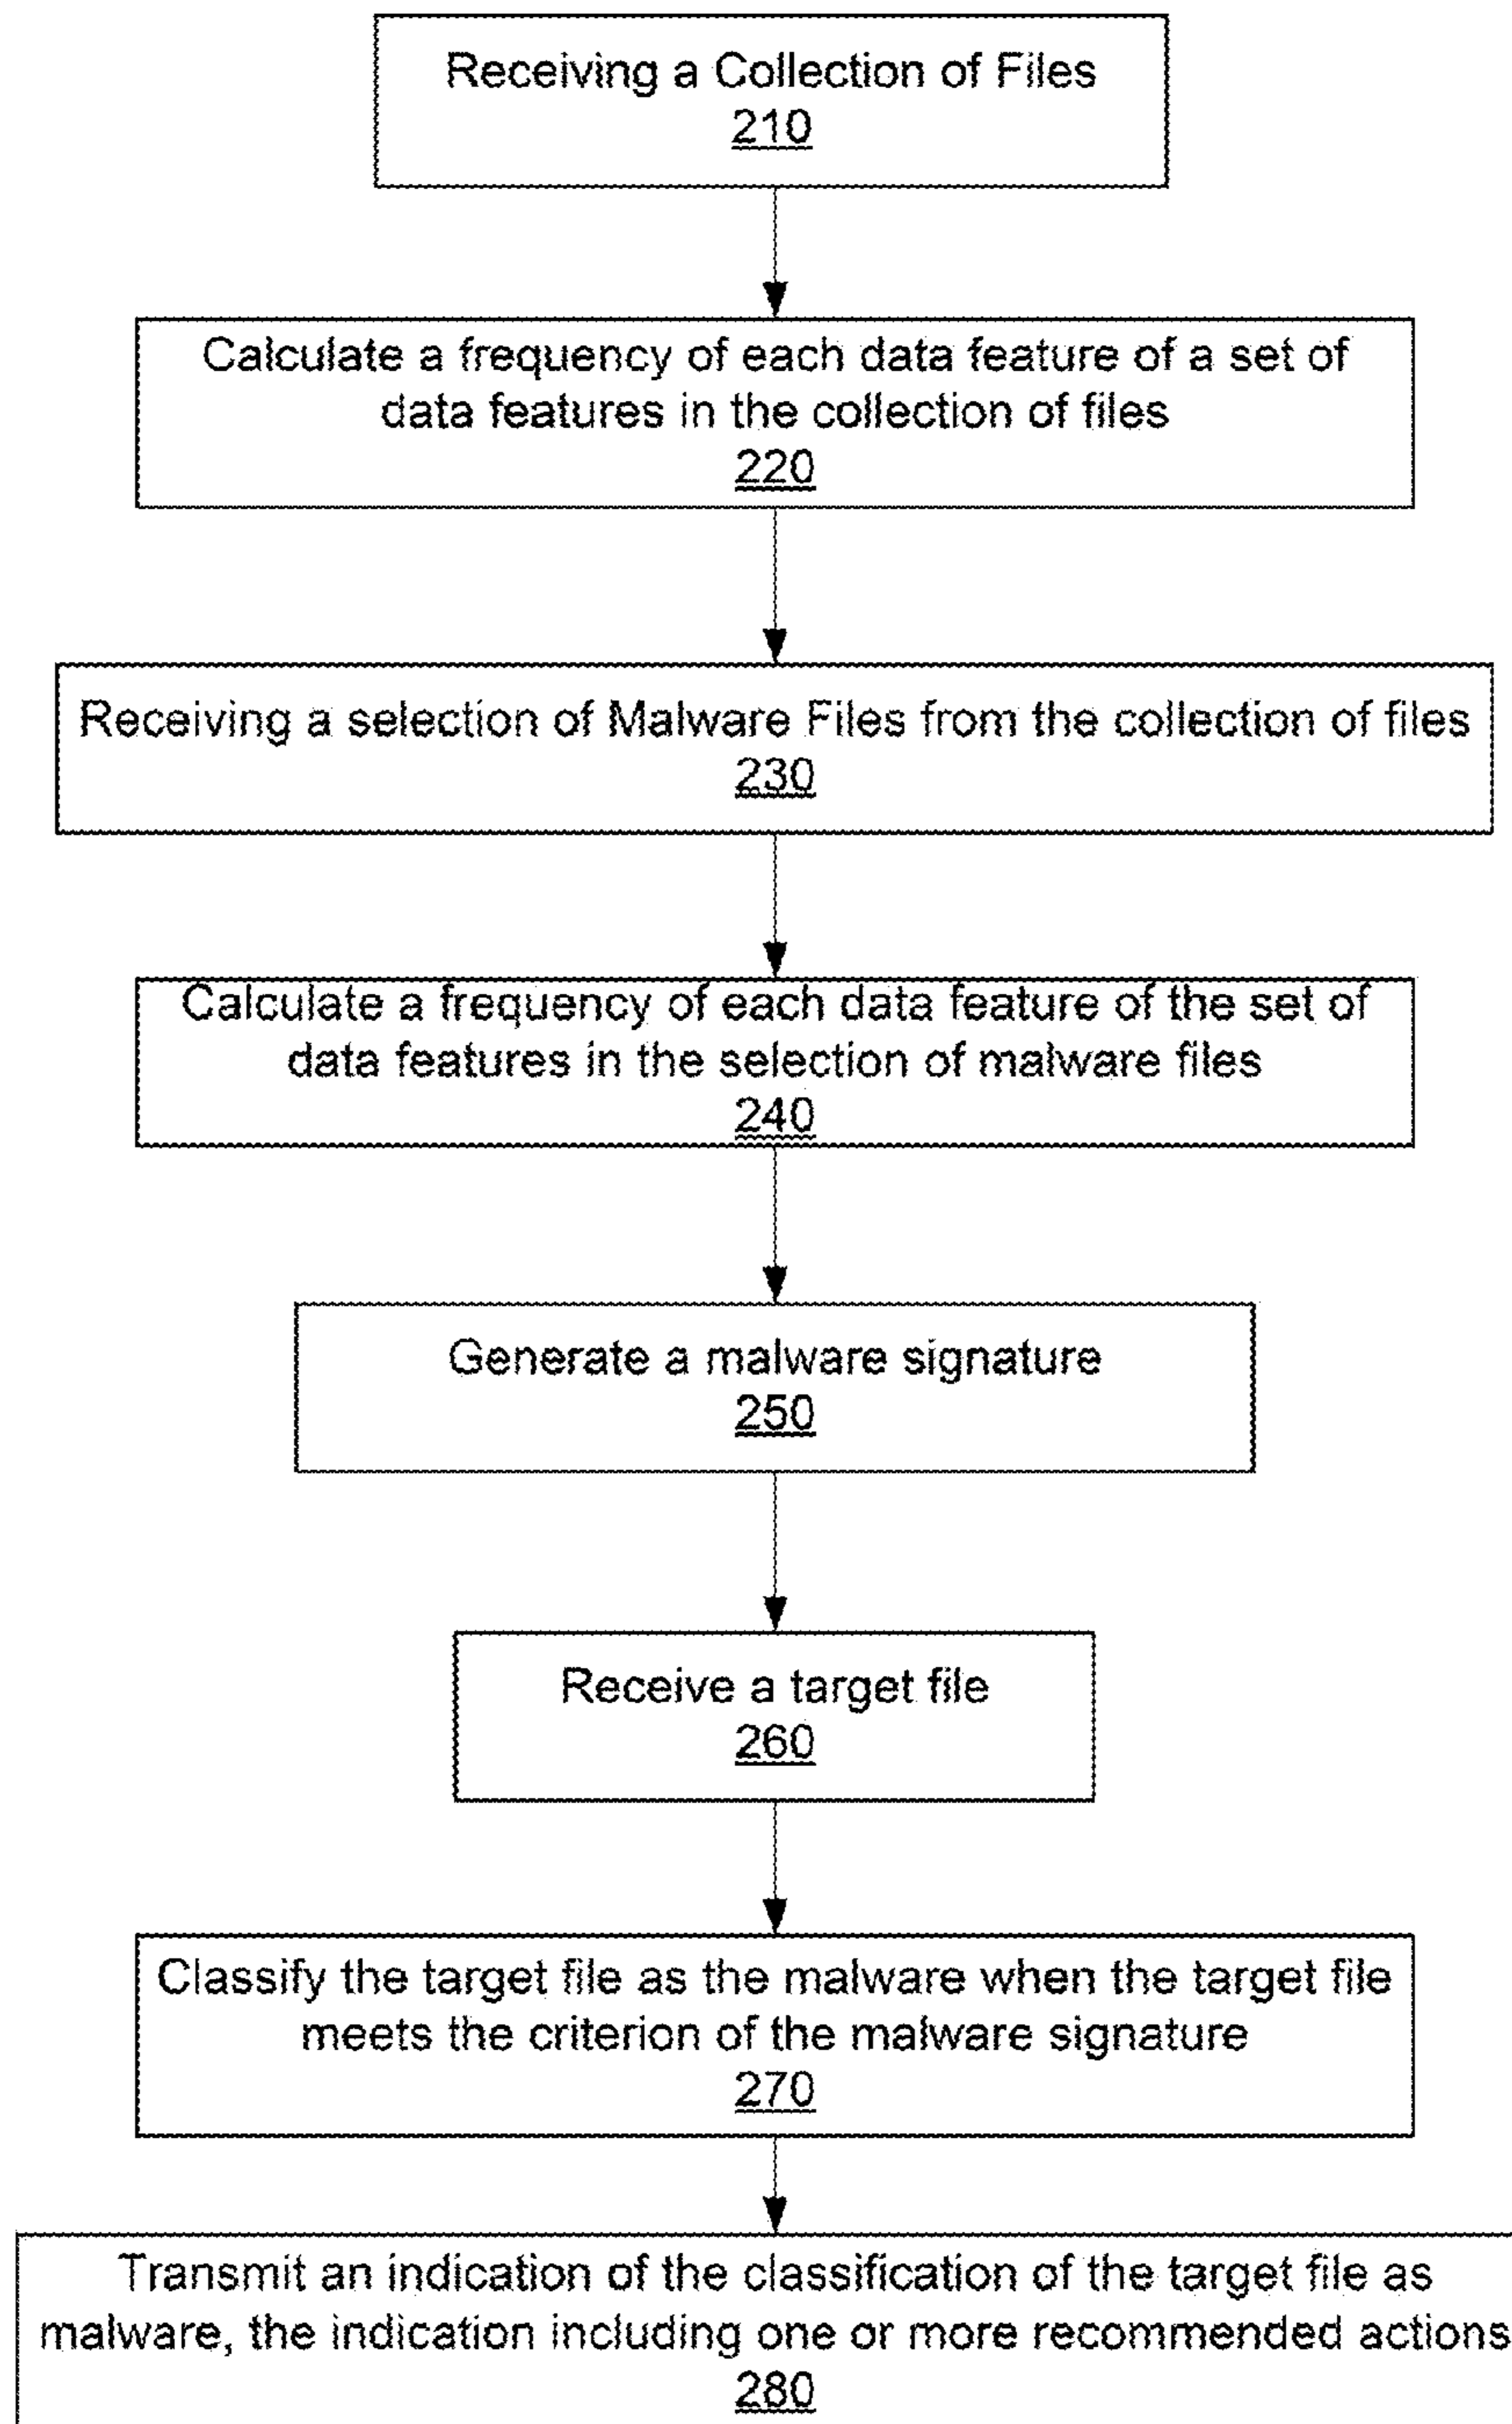 Receiving a Collection of Files
210
Calculate a frequency of each data feature of a set of
data features in the collection of files
220
Receiving a selection of Malware Files from the collection of files
230
Calculate a frequency of each data feature of the set of
data features in the selection of malware files
240
Generate a malware signature
250
Receive a target file
260
Classify the target file as the malware when the target file
meets the criterion of the malware signature
270
Transmit an indication of the classification of the target file as
malware, the indication including one or more recommended actions
280